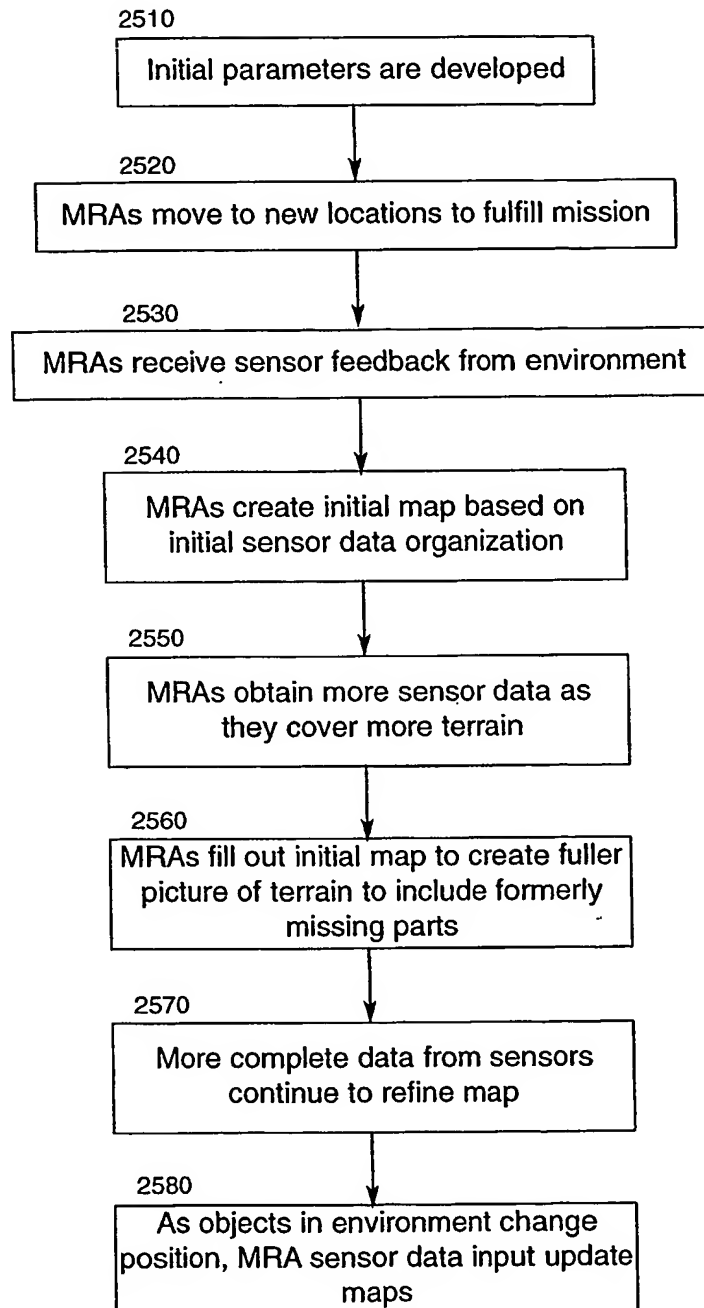 2510
Initial parameters are developed
2520
MRAs move to new locations to fulfill mission
2530
MRAs receive sensor feedback from environment
2540
MRAs create initial map based on
initial sensor data organization
2550
MRAs obtain more sensor data as
they cover more terrain
2560
MRAs fill out initial map to create fuller
picture of terrain to include formerly
missing parts
2570
More complete data from sensors
continue to refine map
2580
As objects in environment change
position, MRA sensor data input update
maps